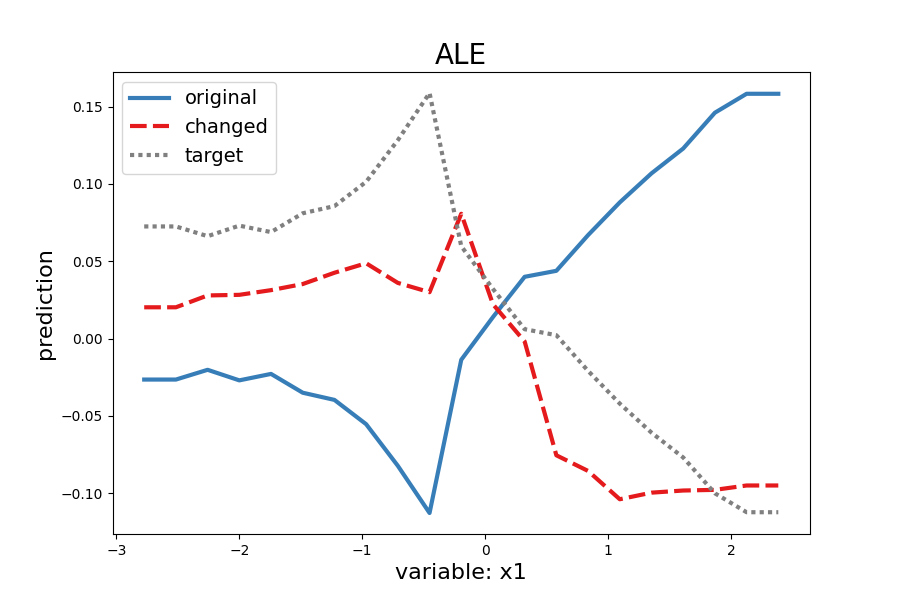 ALE
original
changed
target
0.15
0.10
0.05
0.00
−0.05
−0.10
prediction
−3
−2
−1
0
1
2
variable: x1